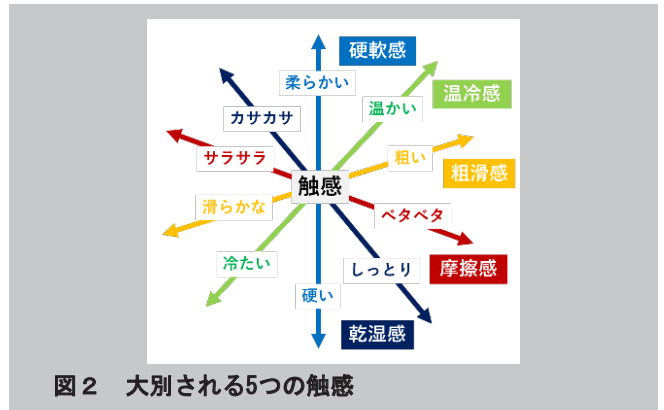 硬軟感
柔らかい
温冷感
温かい
カサカサ
サラサラ
粗い
粗滑感
触感
滑らかな
ベタベタ
冷たい
しっとり
摩擦感
硬い
乾湿感
図２　大別される5つの触感